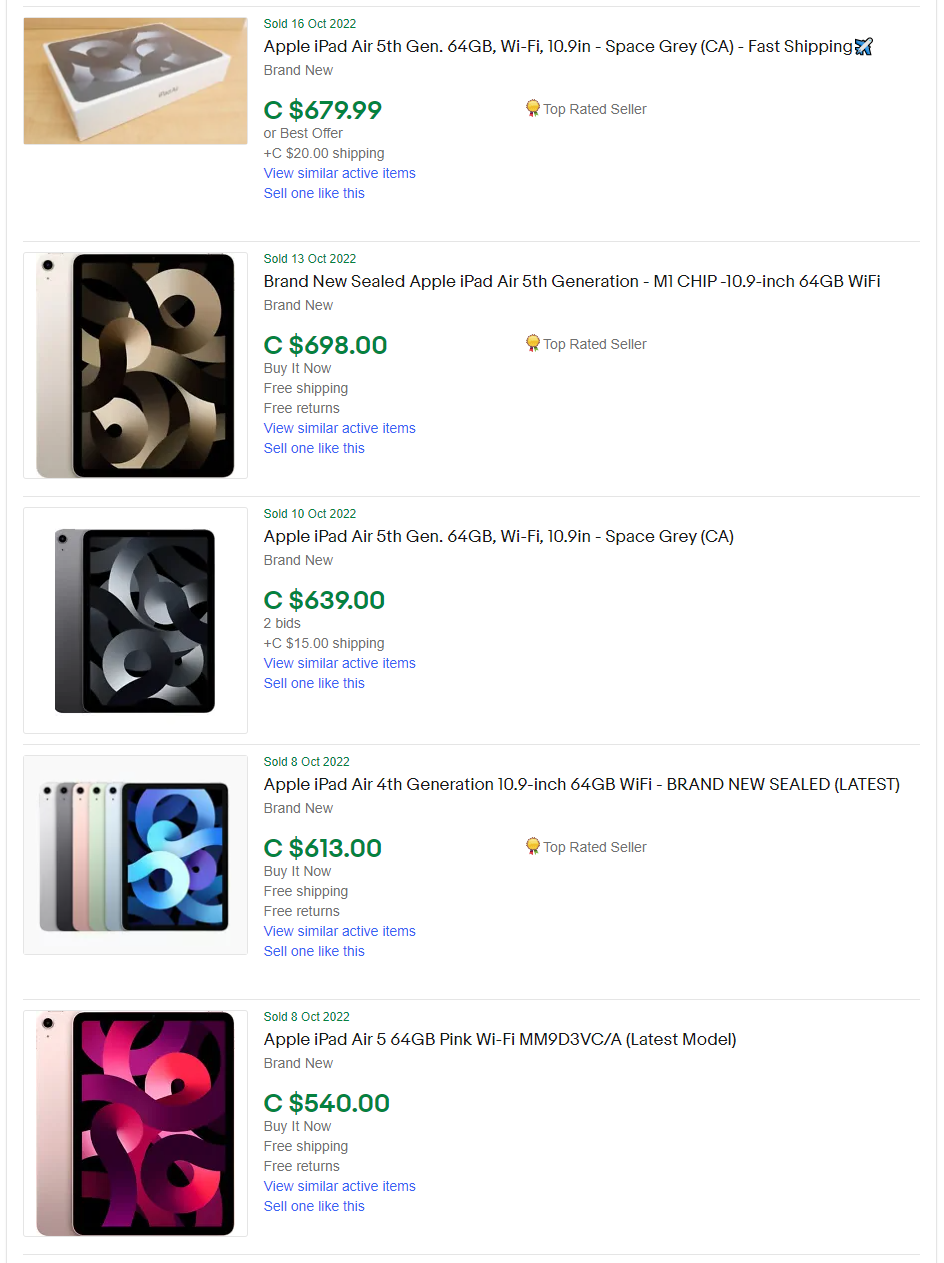 Sold 16 Oct 2022
Apple iPad Air 5th Gen. 64GB, Wi-Fi, 10.9in - Space Grey (CA) - Fast Shipping✈️
Brand New
C $679.99
Top Rated Seller
or Best Offer
+C $20.00 shipping
View similar active items
Sell one like this
iPad Air
Sold 13 Oct 2022
Brand New Sealed Apple iPad Air 5th Generation - M1 CHIP -10.9-inch 64GB WiFi
Brand New
C $698.00
Top Rated Seller
Buy It Now
Free shipping
Free returns
View similar active items
Sell one like this
Sold 10 Oct 2022
Apple iPad Air 5th Gen. 64GB, Wi-Fi, 10.9in - Space Grey (CA)
Brand New
C $639.00
2 bids
+C $15.00 shipping
View similar active items
Sell one like this
Sold 8 Oct 2022
Apple iPad Air 4th Generation 10.9-inch 64GB WiFi - BRAND NEW SEALED (LATEST)
Brand New
C $613.00
Top Rated Seller
Buy It Now
Free shipping
Free returns
View similar active items
Sell one like this
Sold 8 Oct 2022
Apple iPad Air 5 64GB Pink Wi-Fi MM9D3VC/A (Latest Model)
Brand New
C $540.00
Buy It Now
Free shipping
Free returns
View similar active items
Sell one like this